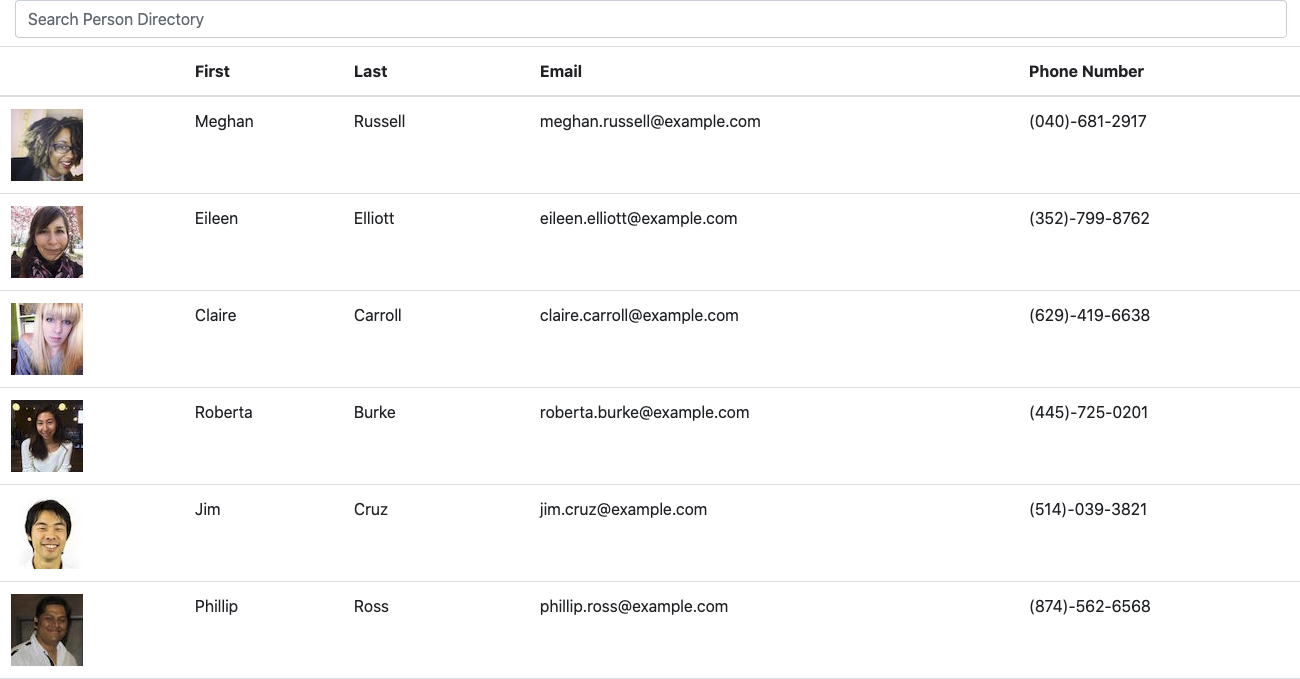 Search Person Directory
First Last Email Phone Number
Meghan Russell meghan.russell@example.com (040)-681-2917
Eileen Elliott eileen.elliott@example.com (352)-799-8762
Claire Carroll claire.carroll@example.com (629)-419-6638
Roberta Burke roberta.burke@example.com (445)-725-0201
Jim Cruz jim.cruz@example.com (514)-039-3821
Phillip Ross phillip.ross@example.com (874)-562-6568